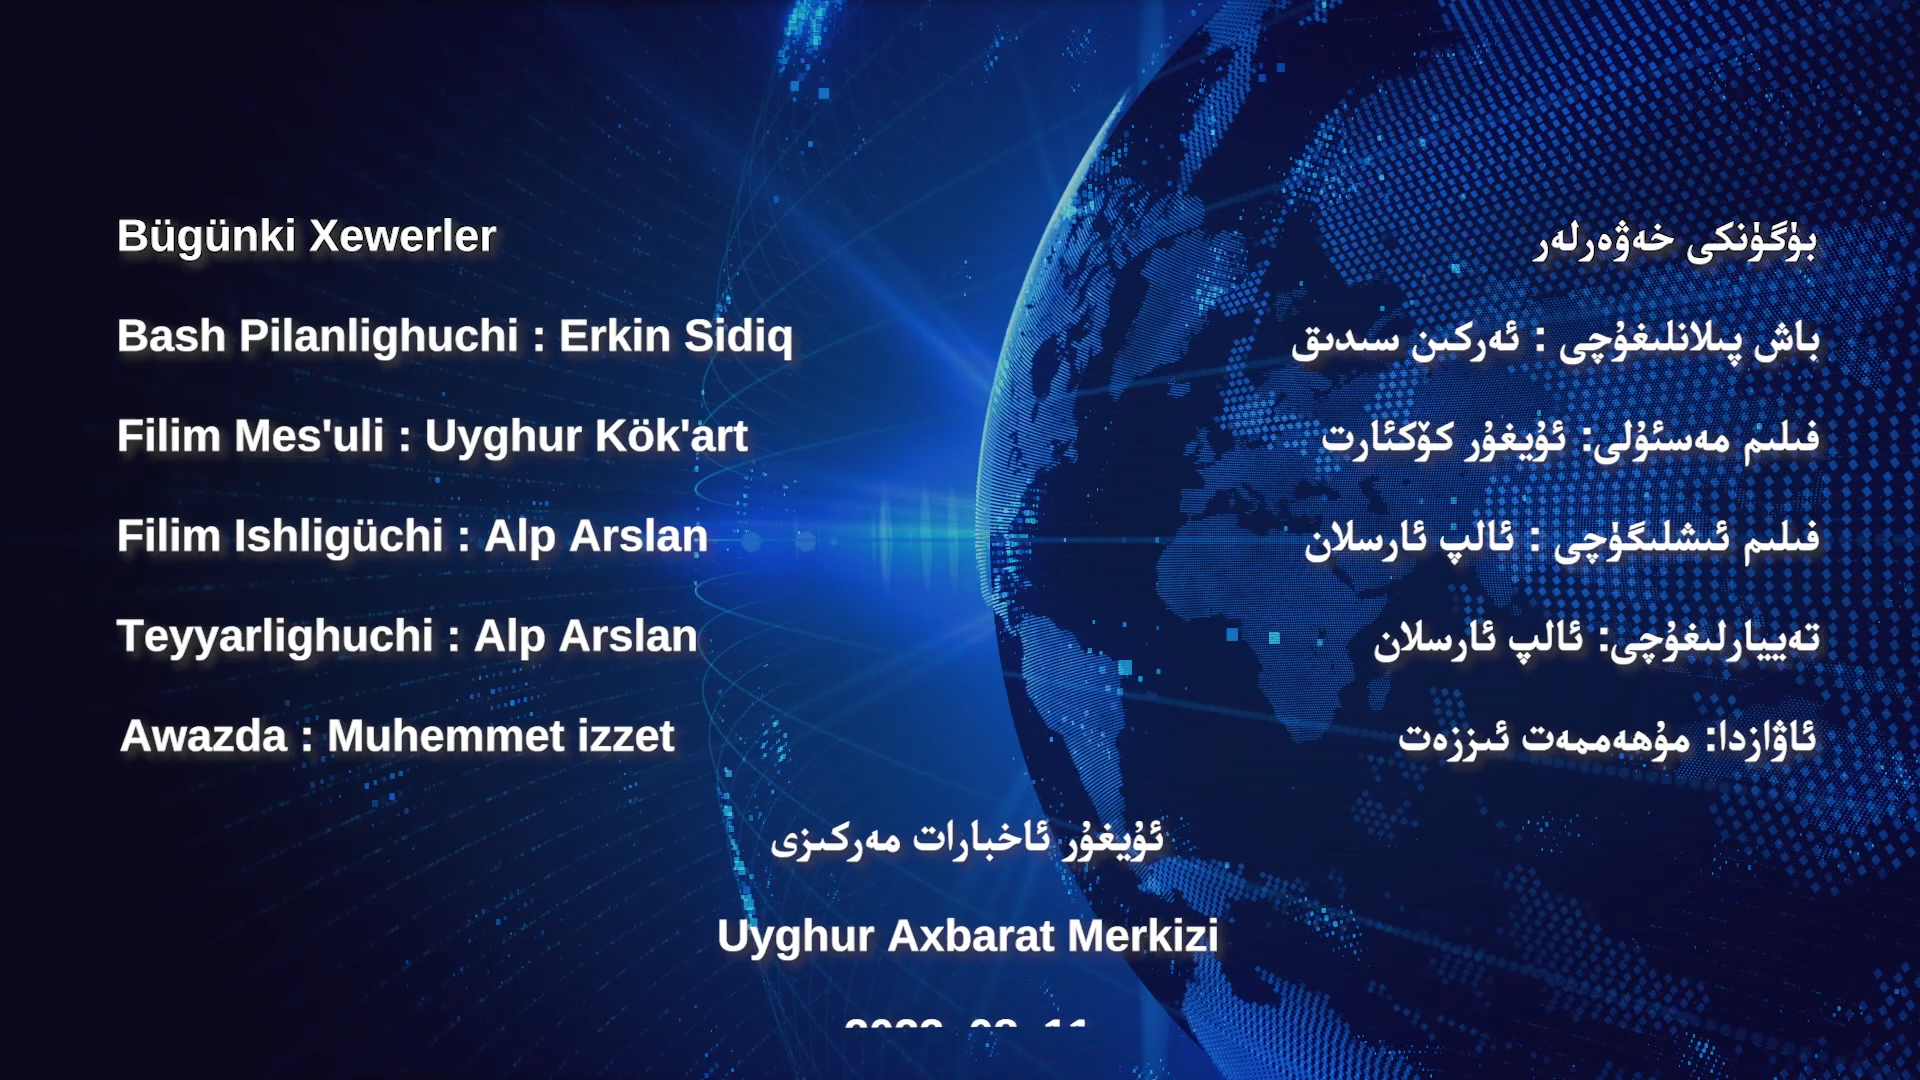 Bügünki Xewerler
بۈگۈنكى خەۋەرلەر
Bash Pilanlighuchi : Erkin Sidiq
باش پىلانلىغۇچى : ئەركىن سىدىق
Filim Mes'uli : Uyghur Kök'art
فىلىم مەسئۇلى: ئۇيغۇر كۆكئارت
Filim Ishligüchi : Alp Arslan
فىلىم ئىشلىگۈچى : ئالپ ئارسلان
Teyyarlighuchi : Alp Arslan
تەييارلىغۇچى: ئالپ ئارسلان
Awazda : Muhemmet izzet
ئاۋازدا: مۇھەممەت ئىززەت
ئۇيغۇر ئاخبارات مەركىزى
Uyghur Axbarat Merkizi